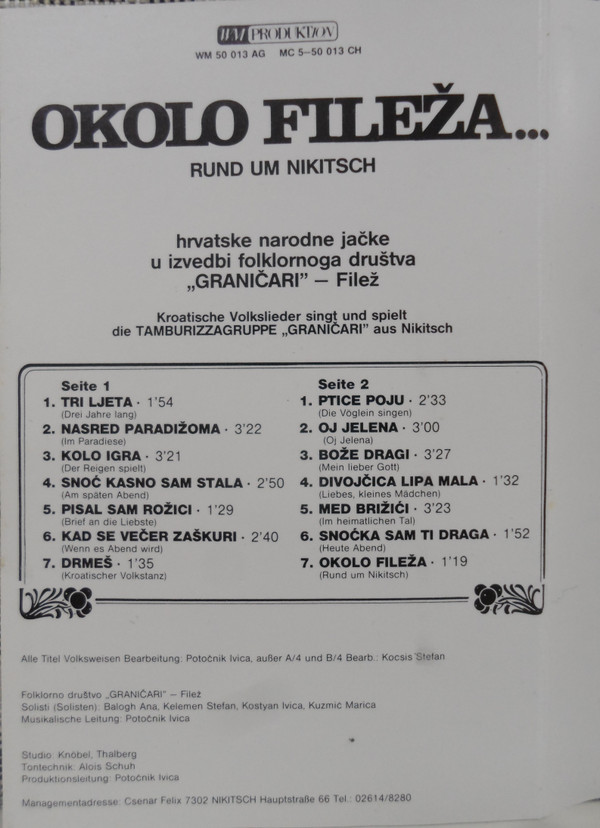 WM PRODUKTION
WM 50 013 AG MC 5–50 013 CH
OKOLO FILEŽA...
RUND UM NIKITSCH
hrvatske narodne jačke
u izvedbi folklornoga društva
„GRANIČARI” – Filež
Kroatische Volkslieder singt und spielt
die TAMBURIZZAGRUPPE „GRANIČARI” aus Nikitsch
Seite 1
1. TRI LJETA · 1'54
(Drei Jahre lang)
2. NASRED PARADIŽOMA · 3'22
(Im Paradiese)
3. KOLO IGRA · 3'21
(Der Reigen spielt)
4. SNOĆ KASNO SAM STALA · 2'50
(Am späten Abend)
5. PISAL SAM ROŽICI · 1'29
(Brief an die Liebste)
6. KAD SE VEČER ZAŠKURI · 2'40
(Wenn es Abend wird)
7. DRMEŠ · 1'35
(Kroatischer Volkstanz)
Seite 2
1. PTICE POJU · 2'33
(Die Vöglein singen)
2. OJ JELENA · 3'00
(Oj Jelena)
3. BOŽE DRAGI · 3'27
(Mein lieber Gott)
4. DIVOJČICA LIPA MALA · 1'32
(Liebes, kleines Mädchen)
5. MED BRIŽIĆI · 3'23
(Im heimatlichen Tal)
6. SNOĆKA SAM TI DRAGA · 1'52
(Heute Abend)
7. OKOLO FILEŽA · 1'19
(Rund um Nikitsch)
Alle Titel Volksweisen Bearbeitung: Potočnik Ivica, außer A/4 und B/4 Bearb.: Kocsis Stefan
Folklorno društvo „GRANIČARI” – Filež
Solisti (Solisten): Balogh Ana, Kelemen Stefan, Kostyan Ivica, Kuzmić Marica
Musikalische Leitung: Potočnik Ivica
Studio: Knöbel, Thalberg
Tontechnik: Alois Schuh
Produktionsleitung: Potočnik Ivica
Managementadresse: Csenar Felix 7302 NIKITSCH Hauptstraße 66 Tel.: 02614/8280